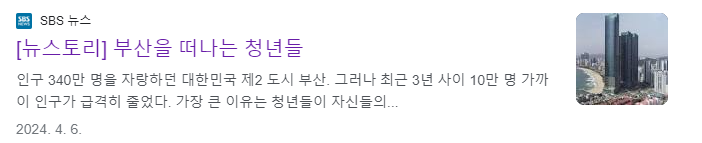 SBS 뉴스
[뉴스토리] 부산을 떠나는 청년들
인구 340만 명을 자랑하던 대한민국 제2 도시 부산. 그러나 최근 3년 사이 10만 명 가까
이 인구가 급격히 줄었다. 가장 큰 이유는 청년들이 자신들의...
2024. 4. 6.